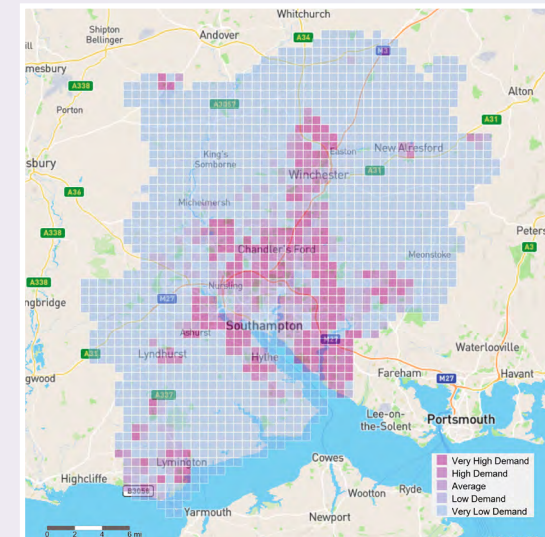 Whitchurch
Shipton
Bellinger
Andover
A34
M3
mesbury
A338
A3017
Alton
Porton
A31
Easton
New Alresford
King's
Somborne
sbury
Winchester
A31
A36
Michelmersh
A338
Peters
Chandler's Ford
A3
Meonstoke
A338
Nursling
ngbridge
M27
Southampton
Ashurst
M27
Waterlooville
A31
Lyndhurst
Hythe
gwood
Fareham
M27
Havant
A337
Lee-on-
the-Solent
Portsmouth
Lymington
Cowes
Highcliffe
B3058
Wootton
Ryde
Yarmouth
Newport
Very High Demand
High Demand
Average
Low Demand
Very Low Demand
0 2 4 6 mi